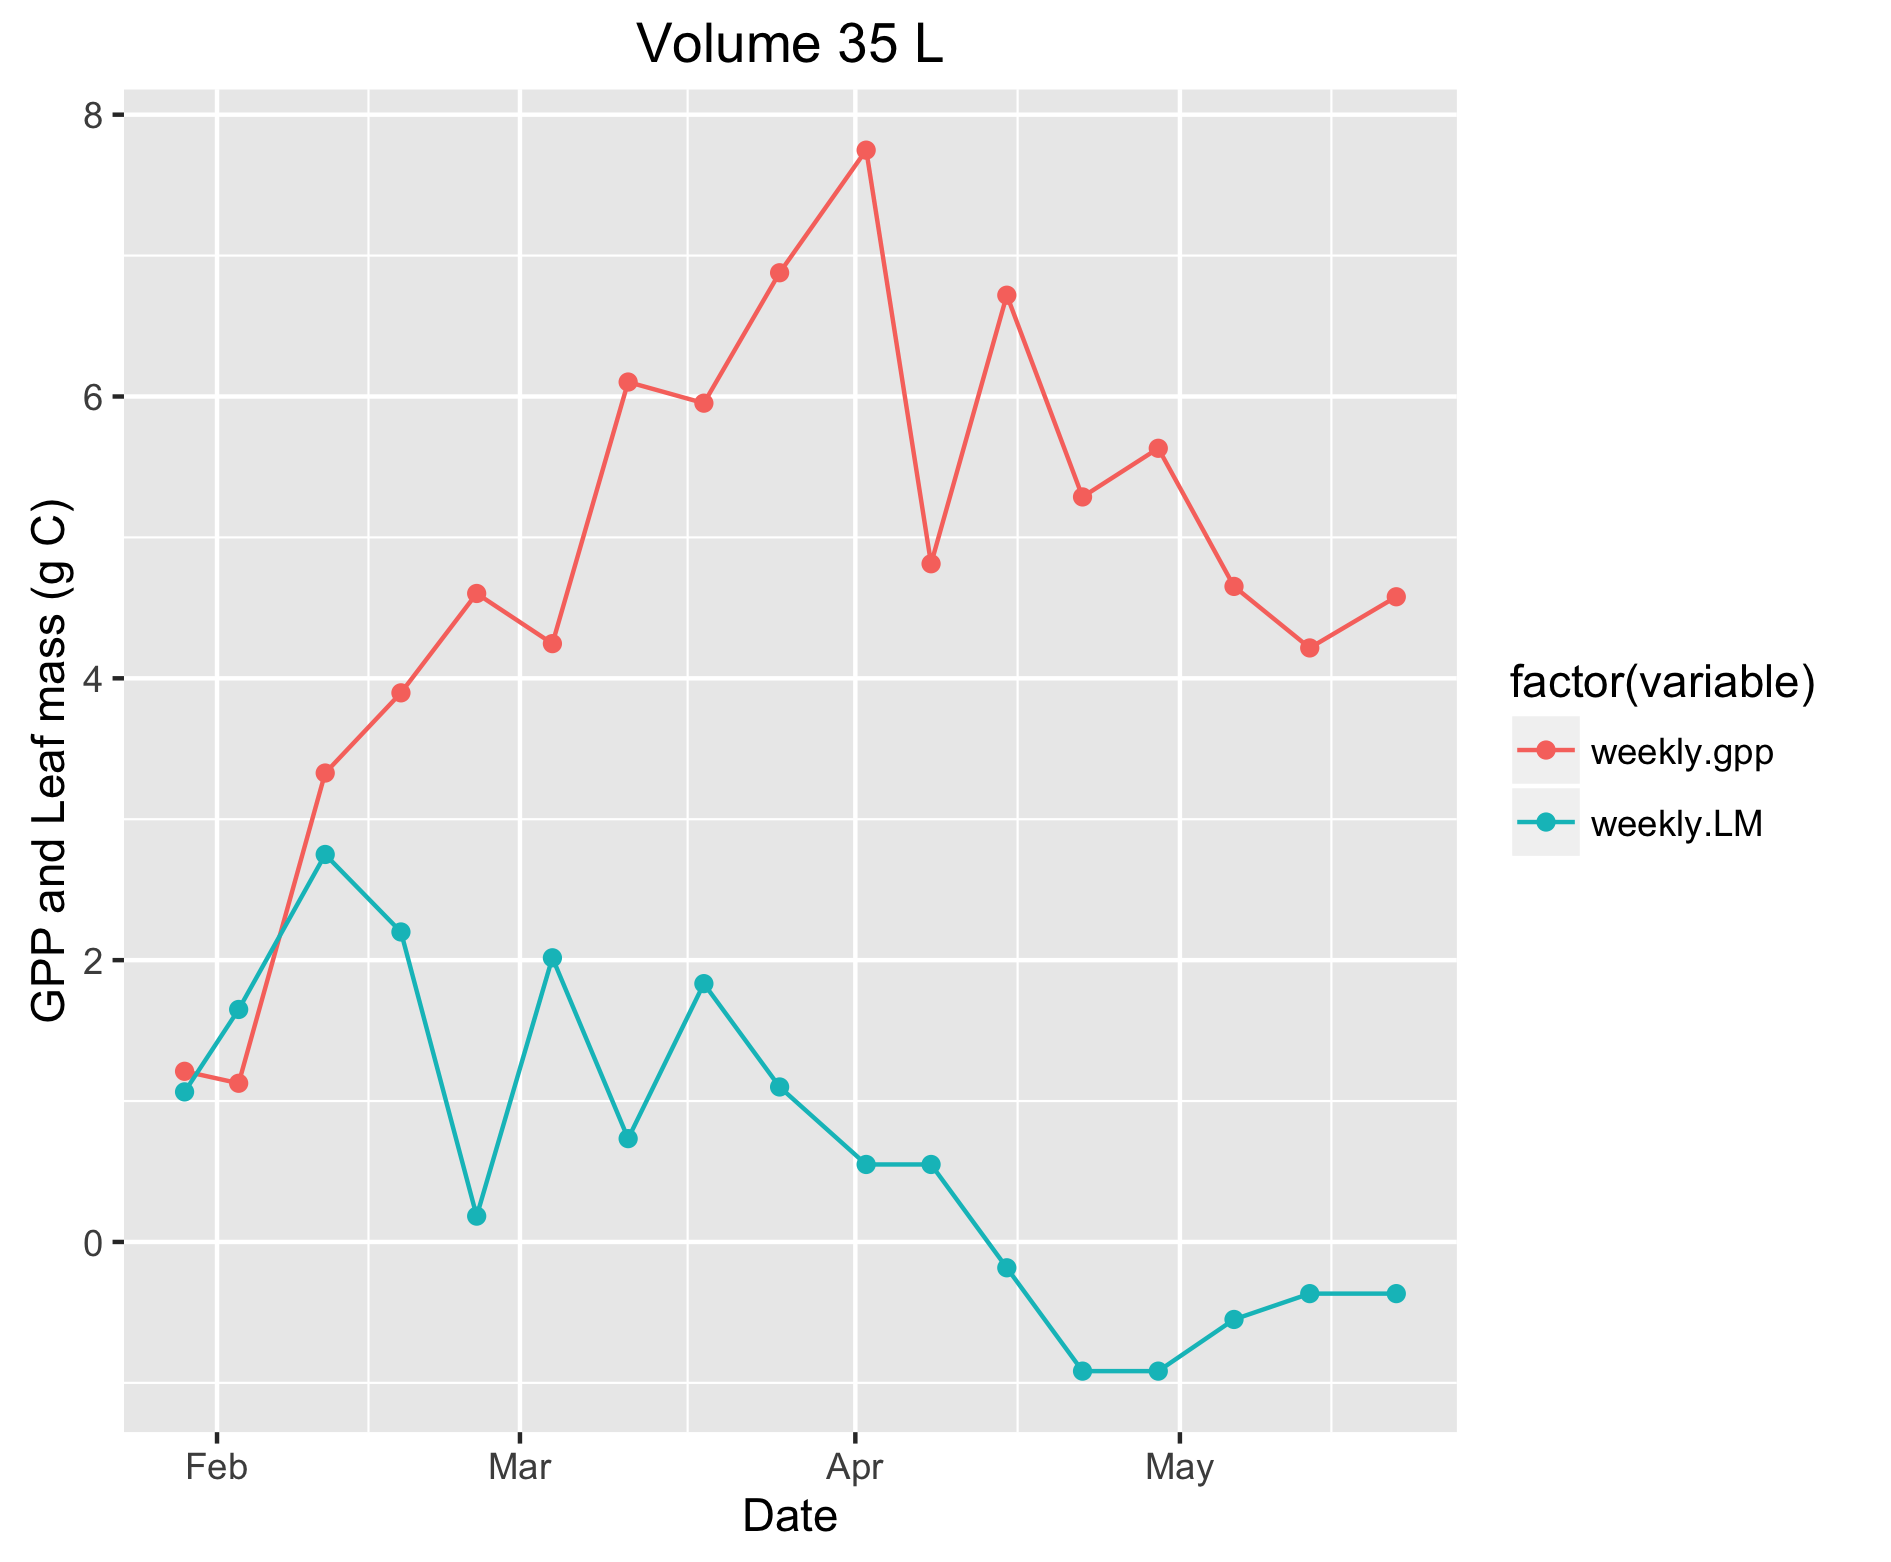 Volume 35 L
8
6
4
2
0
GPP and Leaf mass (g C)
Feb Mar Apr May
Date
factor(variable)
weekly.gpp
weekly.LM